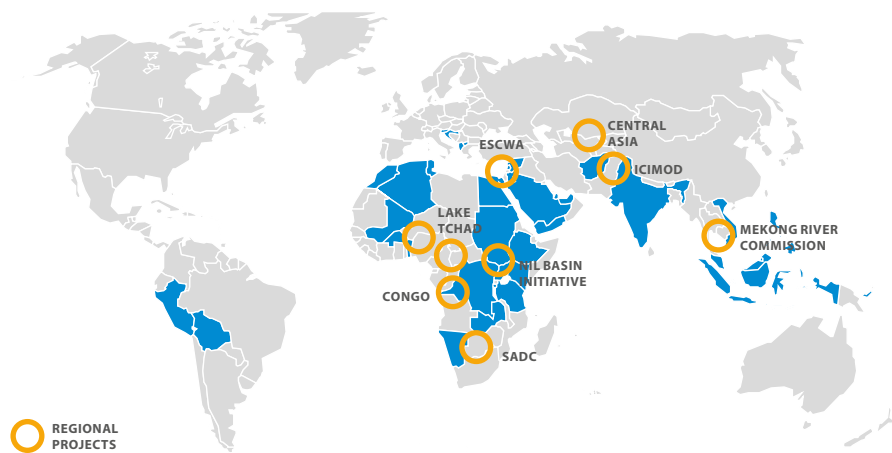 CENTRAL
ASIA
ESCWA
ICIMOD
LAKE
TCHAD
MEKONG RIVER
COMMISSION
NIL BASIN
INITIATIVE
CONGO
SADC
REGIONAL
PROJECTS